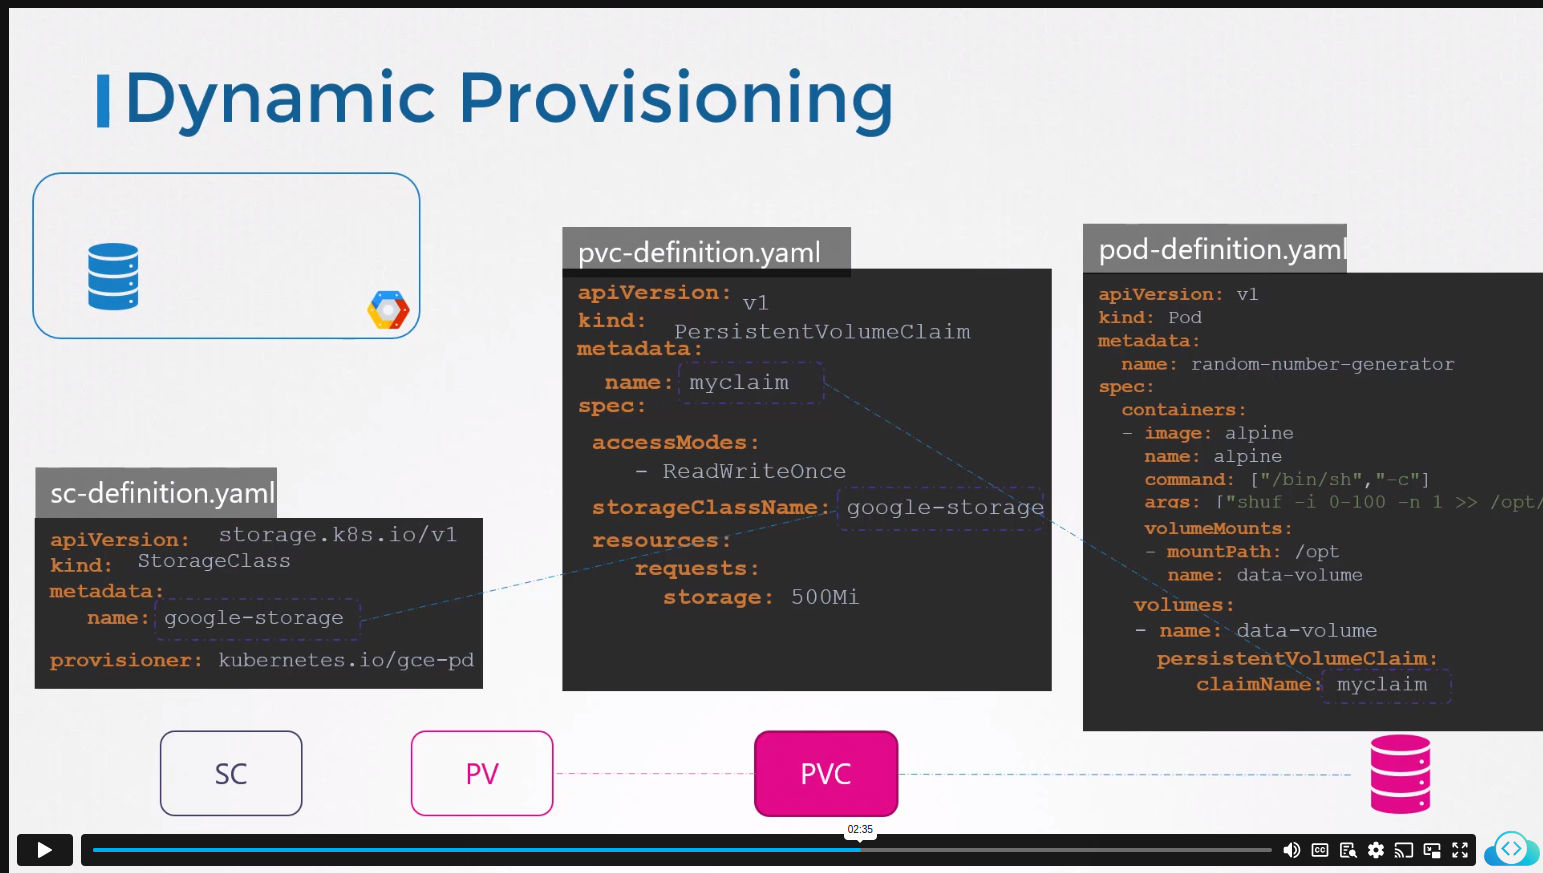 Dynamic Provisioning
sc-definition.yaml
apiVersion: storage.k8s.io/v1
kind: StorageClass
metadata:
name: google-storage
provisioner: kubernetes.io/gce-pd
pvc-definition.yaml
apiVersion: v1
kind: PersistentVolumeClaim
metadata:
name: myclaim
spec:
accessModes:
- ReadWriteOnce
storageClassName: google-storage
resources:
requests:
storage: 500Mi
pod-definition.yaml
apiVersion: v1
kind: Pod
metadata:
name: random-number-generator
spec:
containers:
- image: alpine
name: alpine
command: ["/bin/sh","-c"]
args: ["shuf -i 0-100 -n 1 >> /opt/
volumeMounts:
- mountPath: /opt
name: data-volume
volumes:
- name: data-volume
persistentVolumeClaim:
claimName: myclaim
SC
PV
PVC
02:35
CC